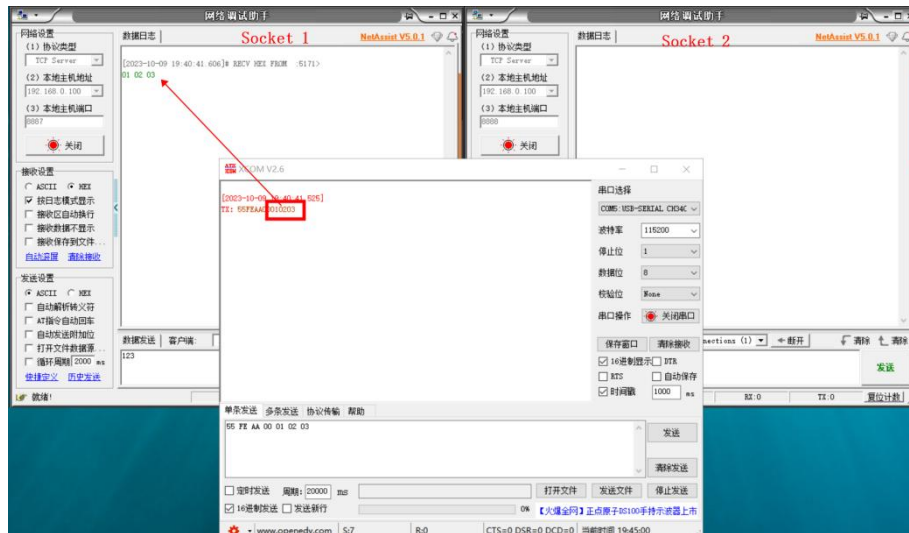 网络调试助手
网络设置
(1) 协议类型
TCP Server
(2) 本地主机地址
192.168.0.100
(3) 本地主机端口
8887
关闭
接收设置
ASCII HEX
按日志模式显示
接收区自动换行
接收数据不显示
接收保存到文件...
自动滚屏 清除接收
发送设置
ASCII HEX
自动解析转义符
AT指令自动回车
自动发送附加位
打开文件数据源...
循环周期 2000 ms
快捷定义 历史发送
就绪!
数据日志
Socket 1
NetAssist V5.0.1
[2023-10-09 19:40:41.606]# RECV HEX FROM :5171>
01 02 03
数据发送 客户端:
123
网络调试助手
网络设置
(1) 协议类型
TCP Server
(2) 本地主机地址
192.168.0.100
(3) 本地主机端口
8888
关闭
数据日志
Socket 2
NetAssist V5.0.1
nections (1) 断开 清除 清除
发送
RX:0 TX:0 复位计数
ATK XCOM V2.6
[2023-10-09 19:40:41.525]
TX: 55FEAA00010203
串口选择
COM5:USB-SERIAL CH340
波特率 115200
停止位 1
数据位 8
校验位 None
串口操作 关闭串口
保存窗口 清除接收
16进制显示 DTR
RTS 自动保存
时间戳 1000 ms
单条发送 多条发送 协议传输 帮助
55 FE AA 00 01 02 03
发送
清除发送
定时发送 周期: 20000 ms 打开文件 发送文件 停止发送
16进制发送 发送新行 0% 【火爆全网】正点原子DS100手持示波器上市
www.openedv.com S:7 R:0 CTS=0 DSR=0 DCD=0 当前时间 19:45:00